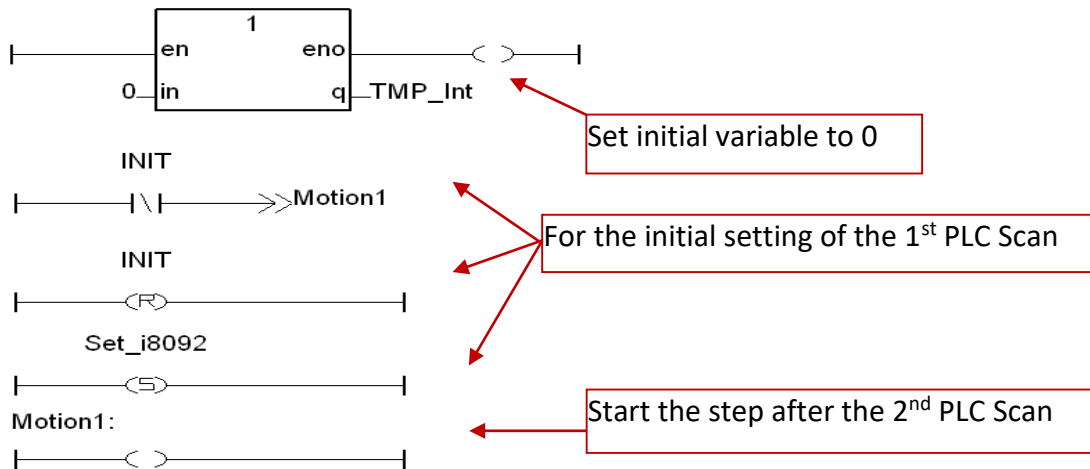 1
en eno
0 in q TMP_Int
Set initial variable to 0
INIT
Motion1
For the initial setting of the 1st PLC Scan
INIT
R
Set_i8092
S
Start the step after the 2nd PLC Scan
Motion1: